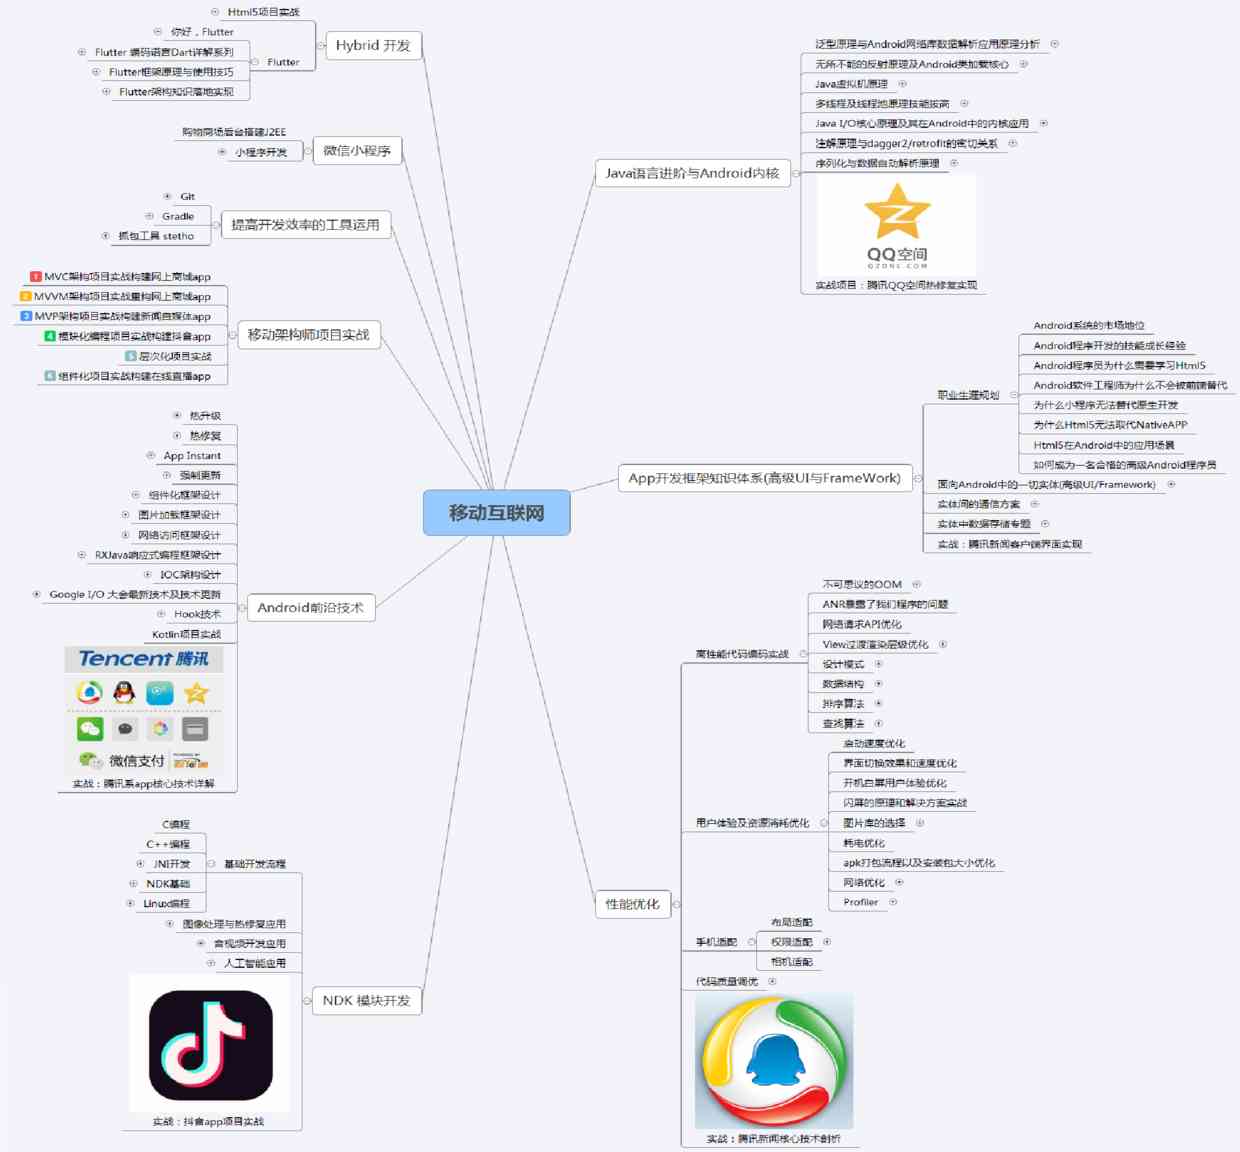 移动互联网
Hybrid 开发
Html5项目实战
Flutter
你好，Flutter
Flutter 编码语言Dart详解系列
Flutter框架原理与使用技巧
Flutter架构知识落地实现
微信小程序
购物商场后台搭建J2EE
小程序开发
提高开发效率的工具运用
Git
Gradle
抓包工具 stetho
移动架构师项目实战
1 MVC架构项目实战构建网上商城app
2 MVVM架构项目实战重构网上商城app
3 MVP架构项目实战构建新闻自媒体app
4 模块化编程项目实战构建抖音app
5 层次化项目实战
6 组件化项目实战构建在线直播app
Android前沿技术
热升级
热修复
App Instant
强制更新
组件化框架设计
图片加载框架设计
网络访问框架设计
RXJava响应式编程框架设计
IOC架构设计
Google I/O 大会最新技术及技术更新
Hook技术
Kotlin项目实战
Tencent 腾讯
微信支付
实战：腾讯系app核心技术详解
NDK 模块开发
基础开发流程
C编程
C++编程
JNI开发
NDK基础
Linux编程
图像处理与热修复应用
音视频开发应用
人工智能应用
实战：抖音app项目实战
Java语言进阶与Android内核
泛型原理与Android网络库数据解析应用原理分析
无所不能的反射原理及Android类加载核心
Java虚拟机原理
多线程及线程池原理技能拔高
Java I/O核心原理及其在Android中的内核应用
注解原理与dagger2/retrofit的密切关系
序列化与数据自动解析原理
QQ空间
QZONE.COM
实战项目：腾讯QQ空间热修复实现
App开发框架知识体系(高级UI与FrameWork)
职业生涯规划
Android系统的市场地位
Android程序开发的技能成长经验
Android程序员为什么需要学习Html5
Android软件工程师为什么不会被前端替代
为什么小程序无法替代原生开发
为什么Html5无法取代NativeAPP
Html5在Android中的应用场景
如何成为一名合格的高级Android程序员
面向Android中的一切实体(高级UI/Framework)
实体间的通信方案
实体中数据存储专题
实战：腾讯新闻客户端界面实现
性能优化
高性能代码编码实战
不可思议的OOM
ANR暴露了我们程序的问题
网络请求API优化
View过渡渲染层级优化
设计模式
数据结构
排序算法
查找算法
用户体验及资源消耗优化
启动速度优化
界面切换效果和速度优化
开机白屏用户体验优化
闪屏的原理和解决方案实战
图片库的选择
耗电优化
apk打包流程以及安装包大小优化
网络优化
Profiler
手机适配
布局适配
权限适配
相机适配
代码质量调优
实战：腾讯新闻核心技术剖析